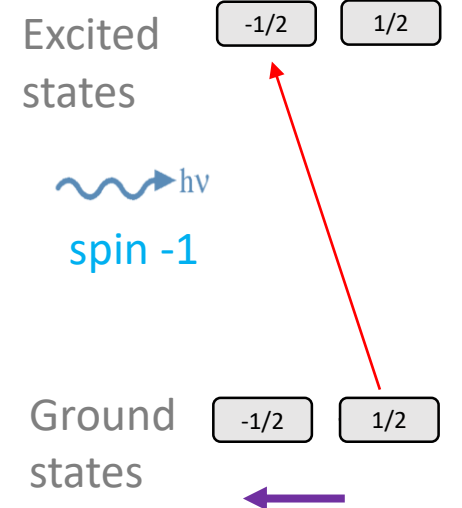 Excited
states
-1/2
1/2
hν
spin -1
Ground
states
-1/2
1/2